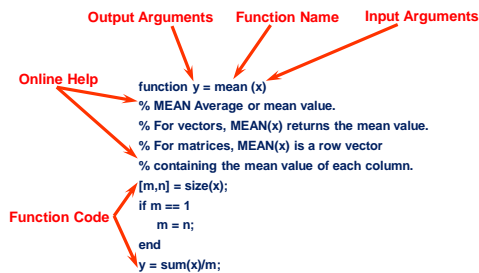 Output Arguments Function Name Input Arguments
Online Help
function y = mean (x)
% MEAN Average or mean value.
% For vectors, MEAN(x) returns the mean value.
% For matrices, MEAN(x) is a row vector
% containing the mean value of each column.
[m,n] = size(x);
Function Code
if m == 1
m = n;
end
y = sum(x)/m;